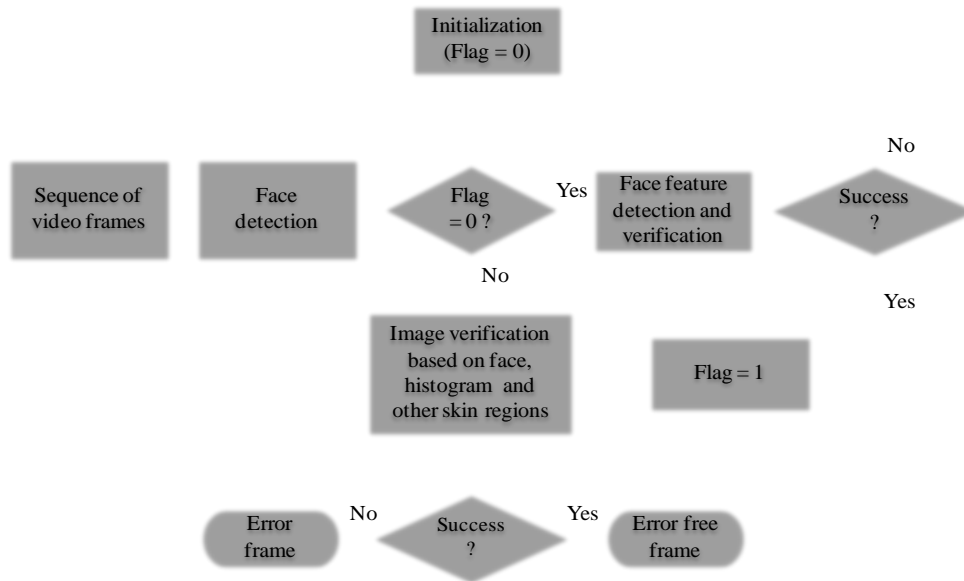 Initialization
(Flag = 0)
No
Sequence of
video frames
Face
detection
Flag
= 0 ?
Yes
Face feature
detection and
verification
Success
?
No
Yes
Image verification
based on face,
histogram and
other skin regions
Flag = 1
Error
frame
No
Success
?
Yes
Error free
frame